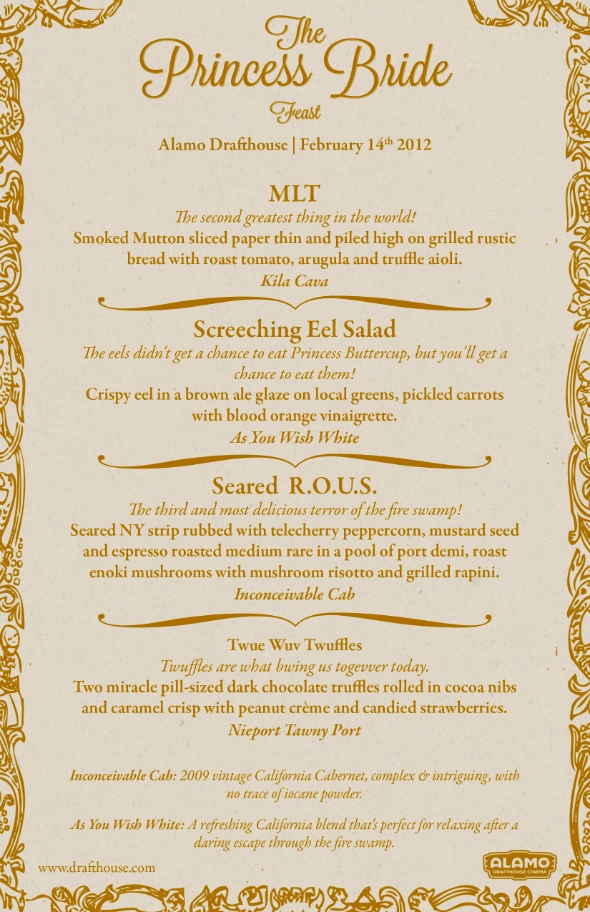 The
Princess Bride
Feast
Alamo Drafthouse | February 14th 2012
MLT
The second greatest thing in the world!
Smoked Mutton sliced paper thin and piled high on grilled rustic
bread with roast tomato, arugula and truffle aioli.
Kila Cava
Screeching Eel Salad
The eels didn't get a chance to eat Princess Buttercup, but you'll get a
chance to eat them!
Crispy eel in a brown ale glaze on local greens, pickled carrots
with blood orange vinaigrette.
As You Wish White
Seared R.O.U.S.
The third and most delicious terror of the fire swamp!
Seared NY strip rubbed with telecherry peppercorn, mustard seed
and espresso roasted medium rare in a pool of port demi, roast
enoki mushrooms with mushroom risotto and grilled rapini.
Inconceivable Cab
Twue Wuv Twuffles
Twuffles are what bwing us togevver today.
Two miracle pill-sized dark chocolate truffles rolled in cocoa nibs
and caramel crisp with peanut crème and candied strawberries.
Nieport Tawny Port
Inconceivable Cab: 2009 vintage California Cabernet, complex & intriguing, with
no trace of iocane powder.
As You Wish White: A refreshing California blend that's perfect for relaxing after a
daring escape through the fire swamp.
www.drafthouse.com
ALAMO
DRAFTHOUSE CINEMA